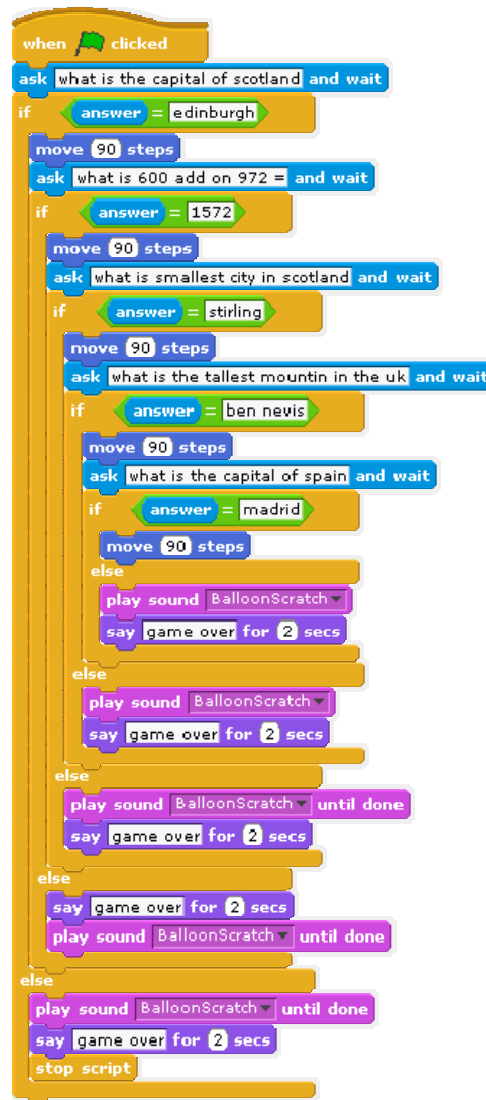 when clicked
ask what is the capital of scotland and wait
if answer = edinburgh
move 90 steps
ask what is 600 add on 972 = and wait
if answer = 1572
move 90 steps
ask what is smallest city in scotland and wait
if answer = stirling
move 90 steps
ask what is the tallest mountin in the uk and wait
if answer = ben nevis
move 90 steps
ask what is the capital of spain and wait
if answer = madrid
move 90 steps
else
play sound BalloonScratch
say game over for 2 secs
else
play sound BalloonScratch
say game over for 2 secs
else
play sound BalloonScratch until done
say game over for 2 secs
else
say game over for 2 secs
play sound BalloonScratch until done
else
play sound BalloonScratch until done
say game over for 2 secs
stop script